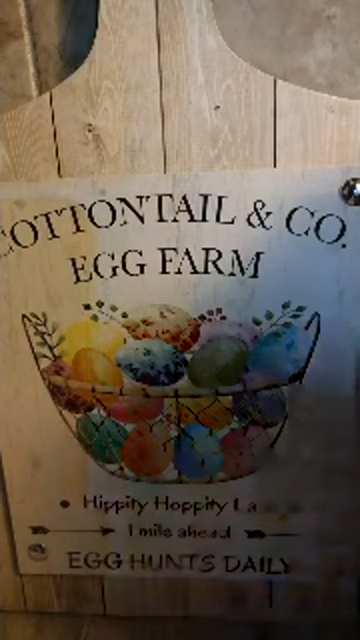 COTTONTAIL & CO.
EGG FARM
Hippity Hoppity
1 mile ahead
EGG HUNTS DAILY